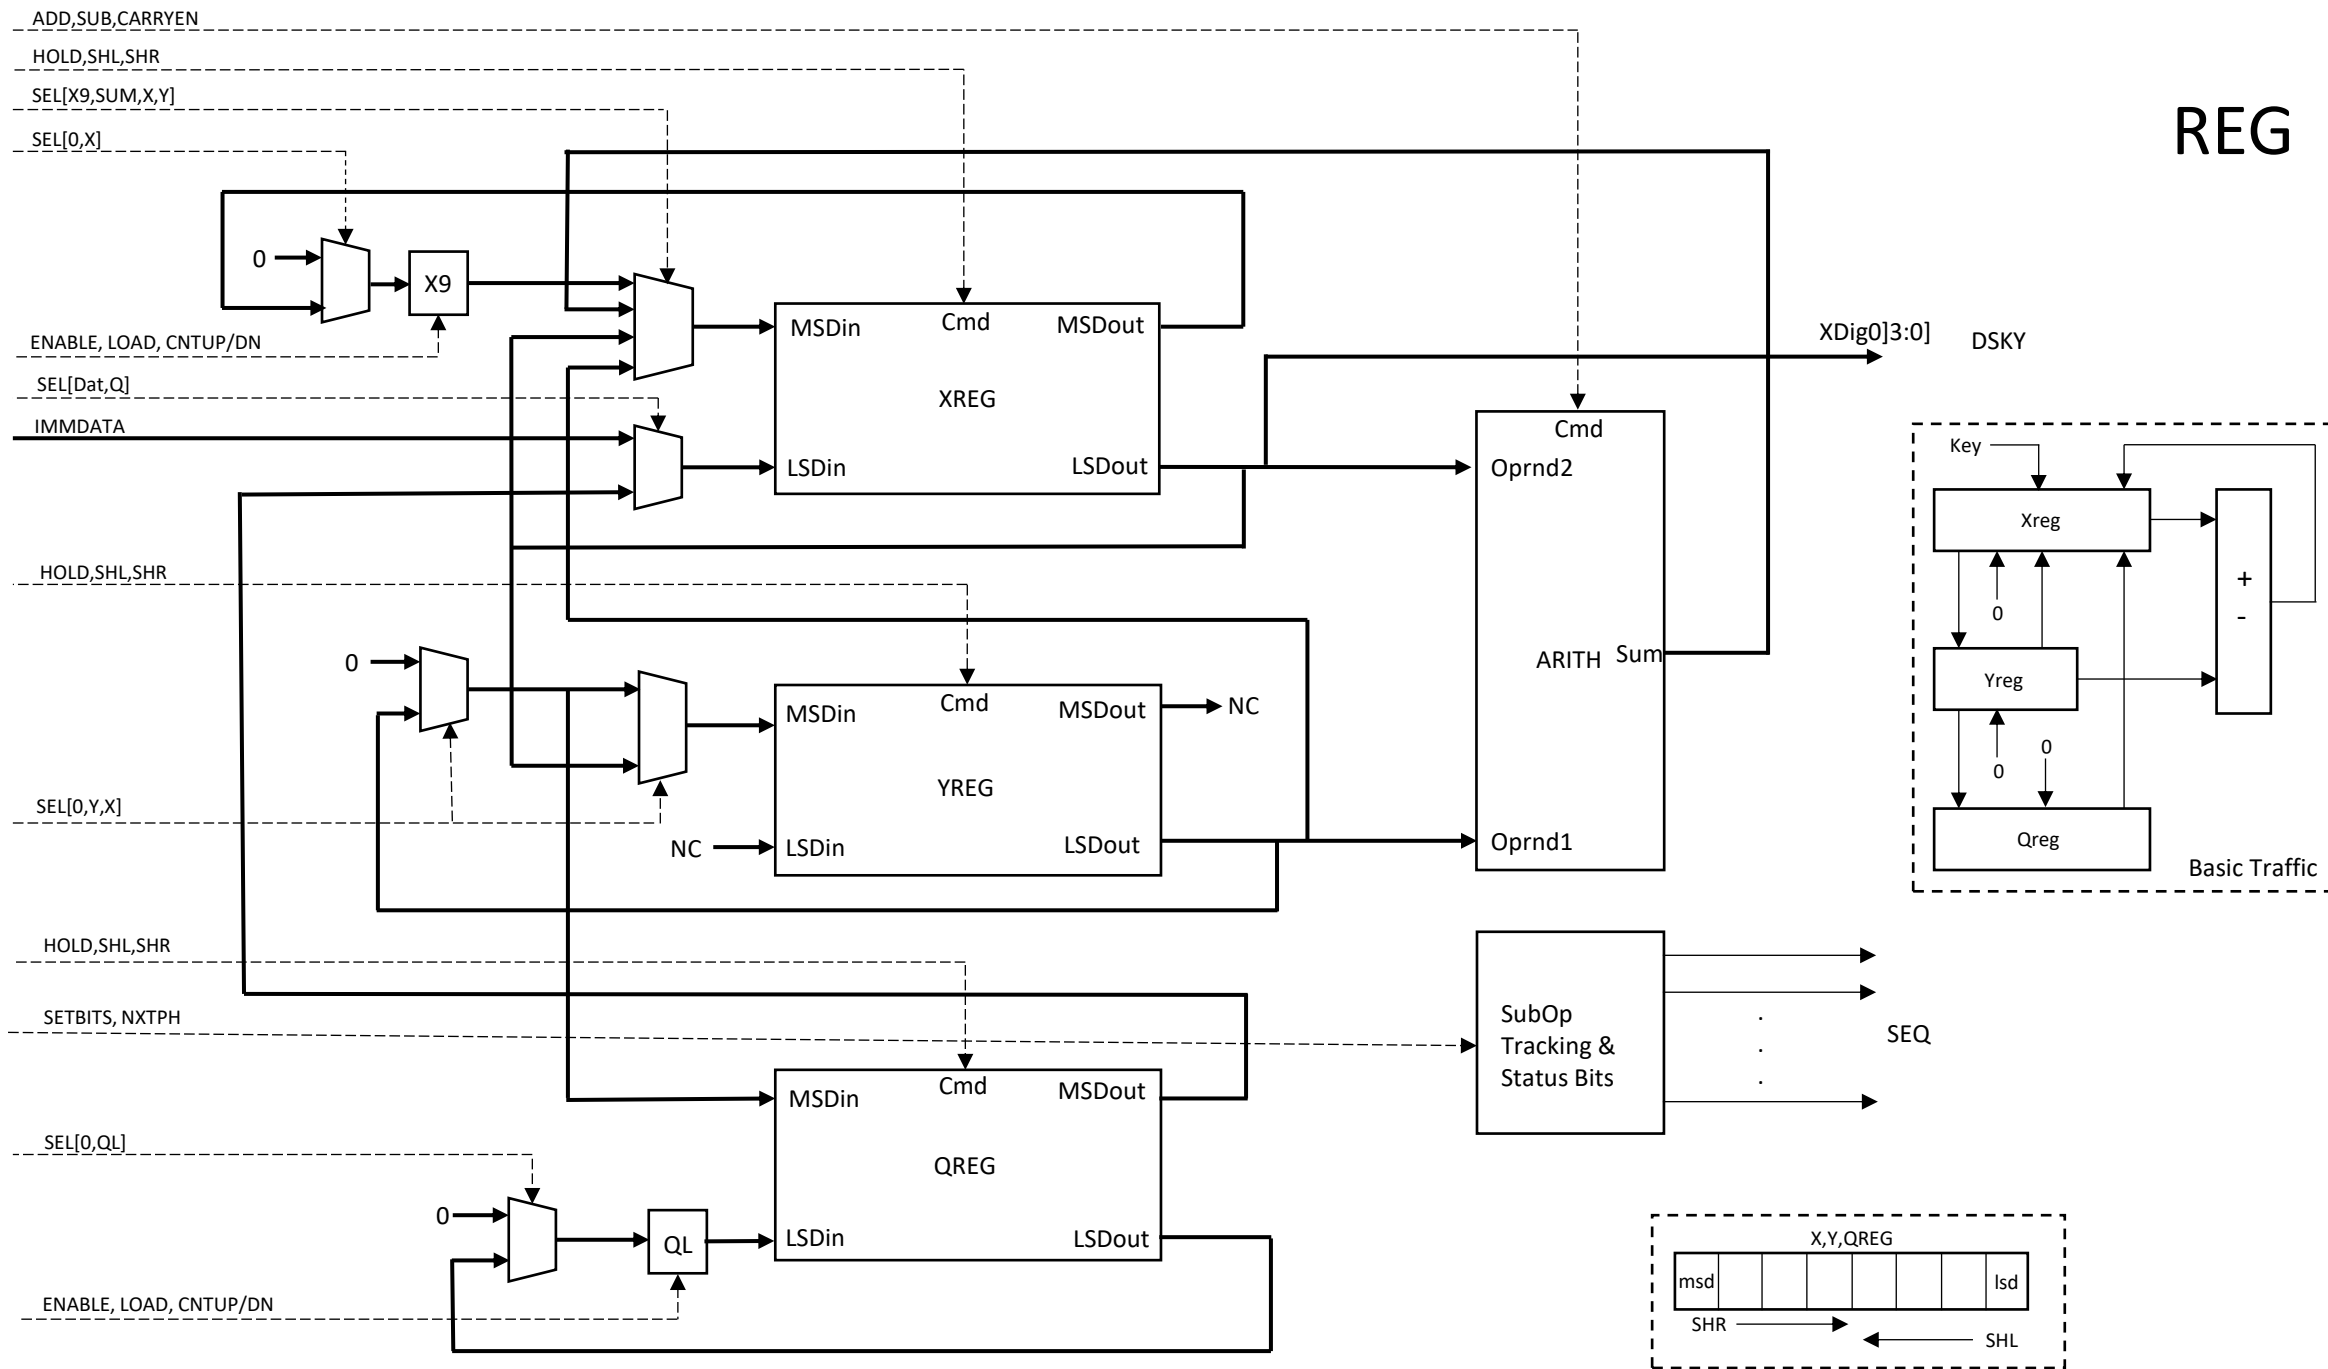 ADD,SUB,CARRYEN
HOLD,SHL,SHR
SEL[X9,SUM,X,Y]
SEL[0,X]
REG
0
X9
ENABLE, LOAD, CNTUP/DN
SEL[Dat,Q]
IMMDATA
MSDin
Cmd
MSDout
XREG
LSDin
LSDout
XDig0]3:0]
DSKY
Cmd
Oprnd2
ARITH
Sum
Oprnd1
Key
Xreg
0
+
-
Yreg
0
0
Qreg
Basic Traffic
HOLD,SHL,SHR
0
MSDin
Cmd
MSDout
NC
YREG
SEL[0,Y,X]
NC
LSDin
LSDout
HOLD,SHL,SHR
SETBITS, NXTPH
SubOp
Tracking &
Status Bits
.
.
.
SEQ
MSDin
Cmd
MSDout
SEL[0,QL]
QREG
0
QL
LSDin
LSDout
ENABLE, LOAD, CNTUP/DN
X,Y,QREG
msd
lsd
SHR
SHL